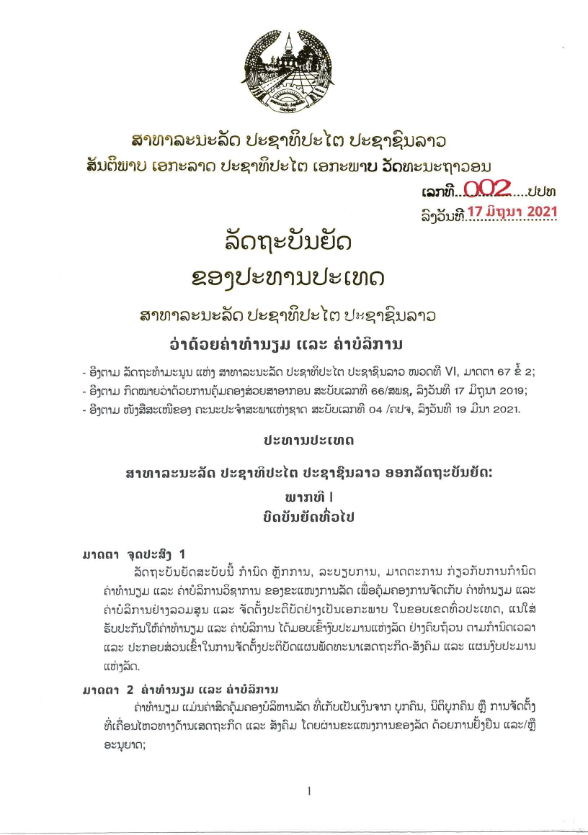 ສາທາລະນະລັດ ປະຊາທິປະໄຕ ປະຊາຊົນລາວ
ສັນຕິພາບ ເອກະລາດ ປະຊາທິປະໄຕ ເອກະພາບ ວັດທະນະຖາວອນ
ເລກທີ...002.....ປປທ
ລົງວັນທີ 17 ມິຖຸນາ 2021
ລັດຖະບັນຍັດ
ຂອງປະທານປະເທດ
ສາທາລະນະລັດ ປະຊາທິປະໄຕ ປະຊາຊົນລາວ
ວ່າດ້ວຍຄ່າທຳນຽມ ແລະ ຄ່າບໍລິການ
- ອີງຕາມ ລັດຖະທຳມະນູນ ແຫ່ງ ສາທາລະນະລັດ ປະຊາທິປະໄຕ ປະຊາຊົນລາວ ໝວດທີ VI, ມາດຕາ 67 ຂໍ້ 2;
- ອີງຕາມ ກົດໝາຍວ່າດ້ວຍການຄຸ້ມຄອງສ່ວຍສາອາກອນ ສະບັບເລກທີ 66/ສພຊ, ລົງວັນທີ 17 ມິຖຸນາ 2019;
- ອີງຕາມ ໜັງສືສະເໜີຂອງ ຄະນະປະຈຳສະພາແຫ່ງຊາດ ສະບັບເລກທີ 04 /ຄປຈ, ລົງວັນທີ 19 ມີນາ 2021.
ປະທານປະເທດ
ສາທາລະນະລັດ ປະຊາທິປະໄຕ ປະຊາຊົນລາວ ອອກລັດຖະບັນຍັດ:
ພາກທີ I
ບົດບັນຍັດທົ່ວໄປ
ມາດຕາ ຈຸດປະສົງ 1
ລັດຖະບັນຍັດສະບັບນີ້ ກຳນົດ ຫຼັກການ, ລະບຽບການ, ມາດຕະການ ກ່ຽວກັບການກຳນົດ
ຄ່າທຳນຽມ ແລະ ຄ່າບໍລິການວິຊາການ ຂອງຂະແໜງການລັດ ເພື່ອຄຸ້ມຄອງການຈັດເກັບ ຄ່າທຳນຽມ ແລະ
ຄ່າບໍລິການຢ່າງລວມສູນ ແລະ ຈັດຕັ້ງປະຕິບັດຢ່າງເປັນເອກະພາບ ໃນຂອບເຂດທົ່ວປະເທດ, ແນໃສ່
ຮັບປະກັນໃຫ້ຄ່າທຳນຽມ ແລະ ຄ່າບໍລິການ ໄດ້ມອບເຂົ້າງົບປະມານແຫ່ງລັດ ຢ່າງຄົບຖ້ວນ ຕາມກຳນົດເວລາ
ແລະ ປະກອບສ່ວນເຂົ້າໃນການຈັດຕັ້ງປະຕິບັດແຜນພັດທະນາເສດຖະກິດ-ສັງຄົມ ແລະ ແຜນງົບປະມານ
ແຫ່ງລັດ.
ມາດຕາ 2 ຄ່າທຳນຽມ ແລະ ຄ່າບໍລິການ
ຄ່າທຳນຽມ ແມ່ນຄ່າສິດຄຸ້ມຄອງບໍລິຫານລັດ ທີ່ເກັບເປັນເງິນຈາກ ບຸກຄົນ, ນິຕິບຸກຄົນ ຫຼື ການຈັດຕັ້ງ
ທີ່ເຄື່ອນໄຫວທາງດ້ານເສດຖະກິດ ແລະ ສັງຄົມ ໂດຍຜ່ານຂະແໜງການຂອງລັດ ດ້ວຍການຢັ້ງຢືນ ແລະ/ຫຼື
ອະນຸຍາດ;
I